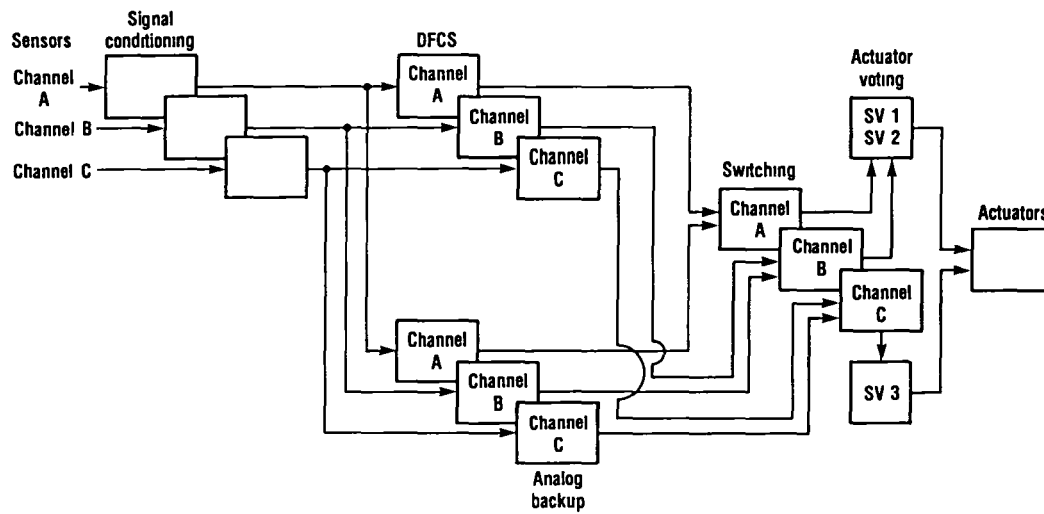 Sensors
Signal
conditioning
Channel
A
Channel B
Channel C
DFCS
Channel
A
Channel
B
Channel
C
Switching
Channel
A
Channel
B
Channel
C
Actuator
voting
SV 1
SV 2
SV 3
Actuators
Channel
A
Channel
B
Channel
C
Analog
backup